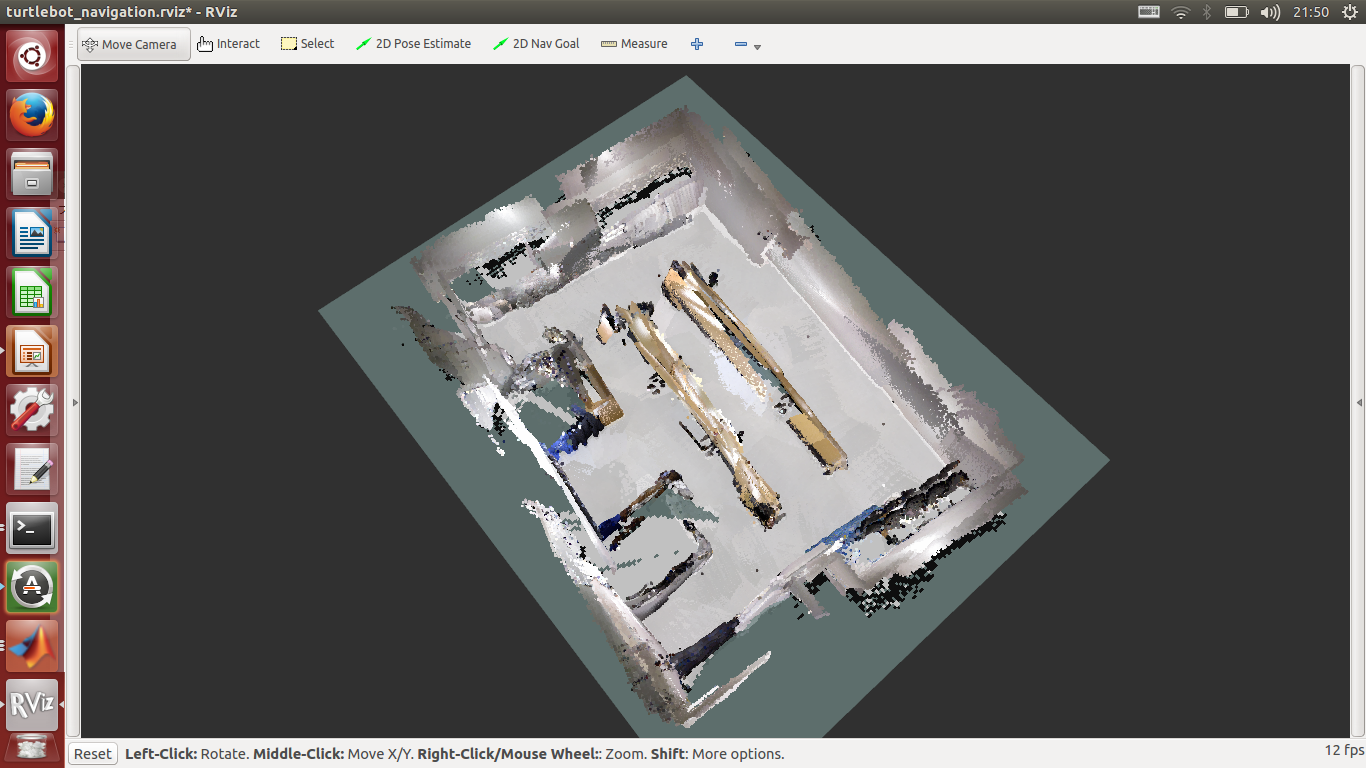 turtlebot_navigation.rviz* - RViz
21:50
Move Camera
Interact
Select
2D Pose Estimate
2D Nav Goal
Measure
RViz
Reset
Left-Click: Rotate. Middle-Click: Move X/Y. Right-Click/Mouse Wheel:: Zoom. Shift: More options.
12 fps